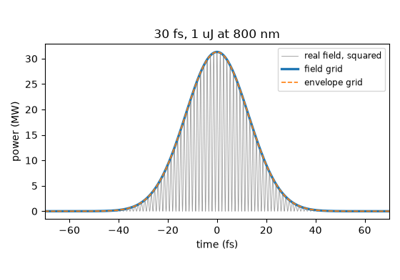 30 fs, 1 uJ at 800 nm
real field, squared
field grid
envelope grid
power (MW)
30
25
20
15
10
5
0
−60 −40 −20 0 20 40 60
time (fs)